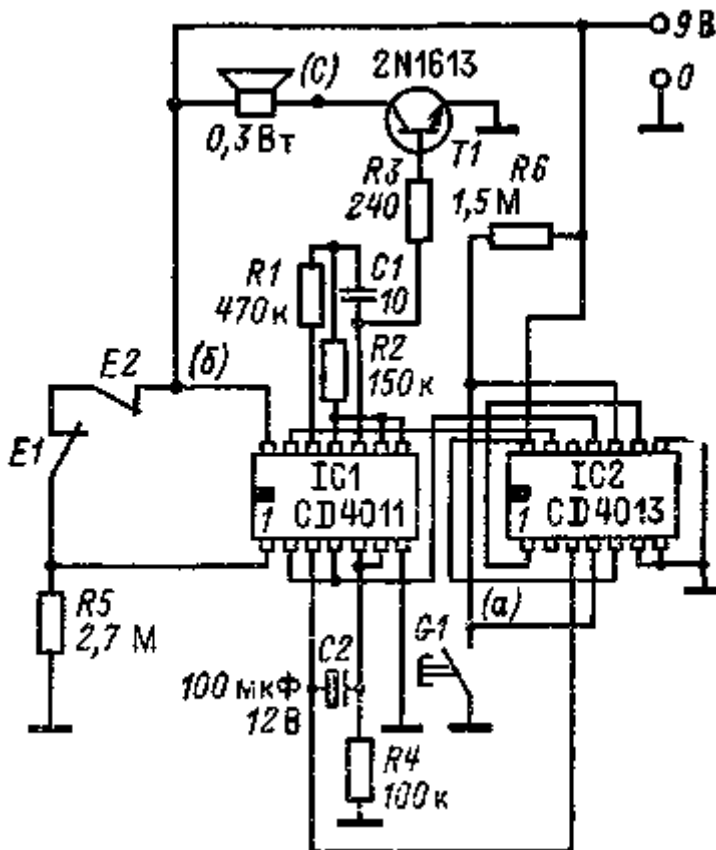 9 В
0
2N1613
(С)
0,3 Вт
T1
R3
240
R6
1,5 М
R1
470 к
C1
10
R2
150 к
E2
(б)
E1
IC1
1 CD4011
IC2
1 CD4013
R5
2,7 М
G1
(а)
C2
100 мкФ
12 В
R4
100 к